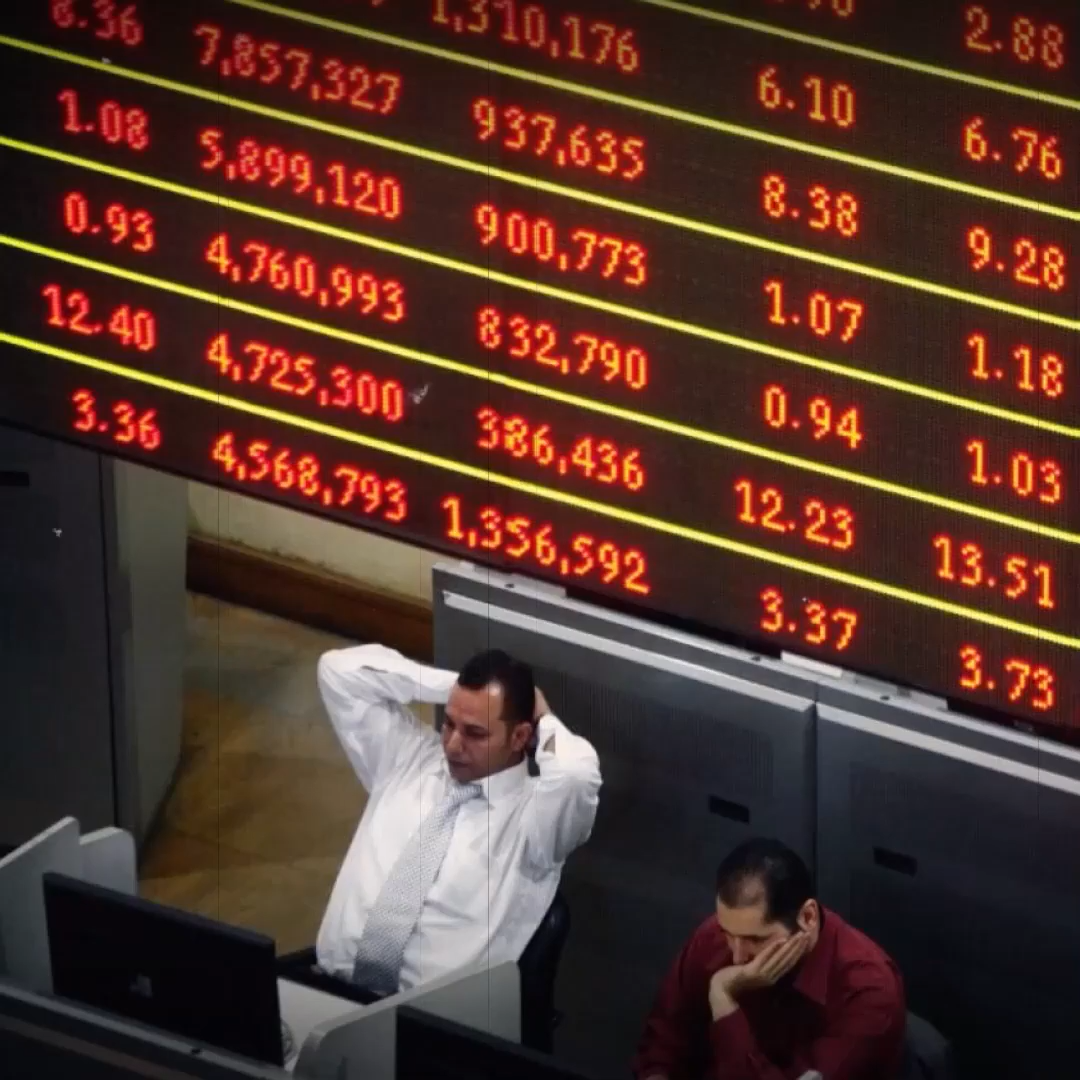 8.36 7,857,327 1,310,176 2.88
1.08 5,899,120 937,635 6.10 6.76
0.93 4,760,993 900,773 8.38 9.28
12.40 4,725,300 832,790 1.07 1.18
3.36 4,568,793 386,436 0.94 1.03
1,356,592 12.23 13.51
3.37 3.73